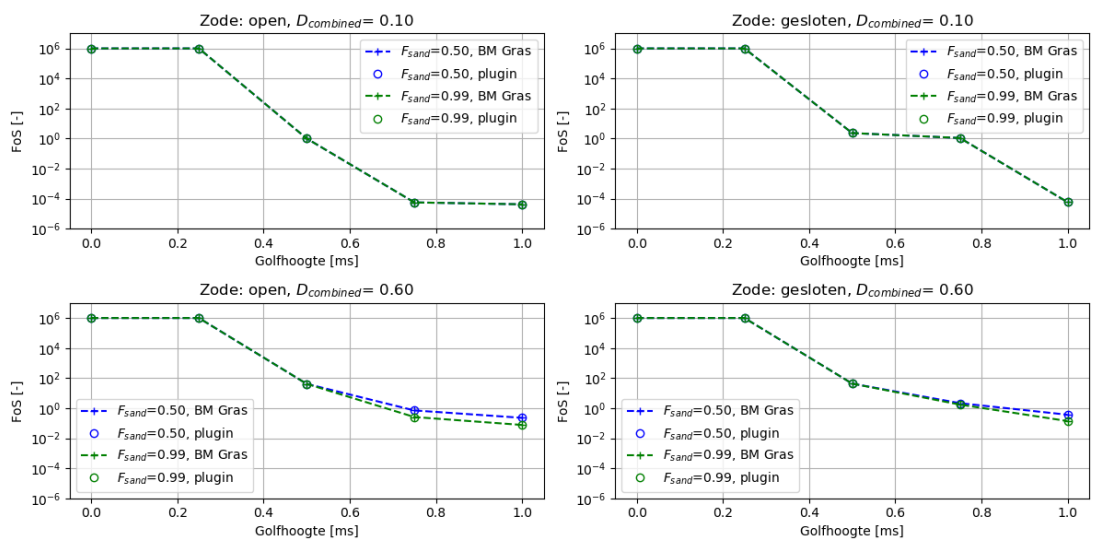 Zode: open, D_combined= 0.10
FoS [-]
10^6
10^4
10^2
10^0
10^−2
10^−4
10^−6
F_sand=0.50, BM Gras
F_sand=0.50, plugin
F_sand=0.99, BM Gras
F_sand=0.99, plugin
0.0 0.2 0.4 0.6 0.8 1.0
Golfhoogte [ms]
Zode: gesloten, D_combined= 0.10
FoS [-]
10^6
10^4
10^2
10^0
10^−2
10^−4
10^−6
F_sand=0.50, BM Gras
F_sand=0.50, plugin
F_sand=0.99, BM Gras
F_sand=0.99, plugin
0.0 0.2 0.4 0.6 0.8 1.0
Golfhoogte [ms]
Zode: open, D_combined= 0.60
FoS [-]
10^6
10^4
10^2
10^0
10^−2
10^−4
10^−6
F_sand=0.50, BM Gras
F_sand=0.50, plugin
F_sand=0.99, BM Gras
F_sand=0.99, plugin
0.0 0.2 0.4 0.6 0.8 1.0
Golfhoogte [ms]
Zode: gesloten, D_combined= 0.60
FoS [-]
10^6
10^4
10^2
10^0
10^−2
10^−4
10^−6
F_sand=0.50, BM Gras
F_sand=0.50, plugin
F_sand=0.99, BM Gras
F_sand=0.99, plugin
0.0 0.2 0.4 0.6 0.8 1.0
Golfhoogte [ms]